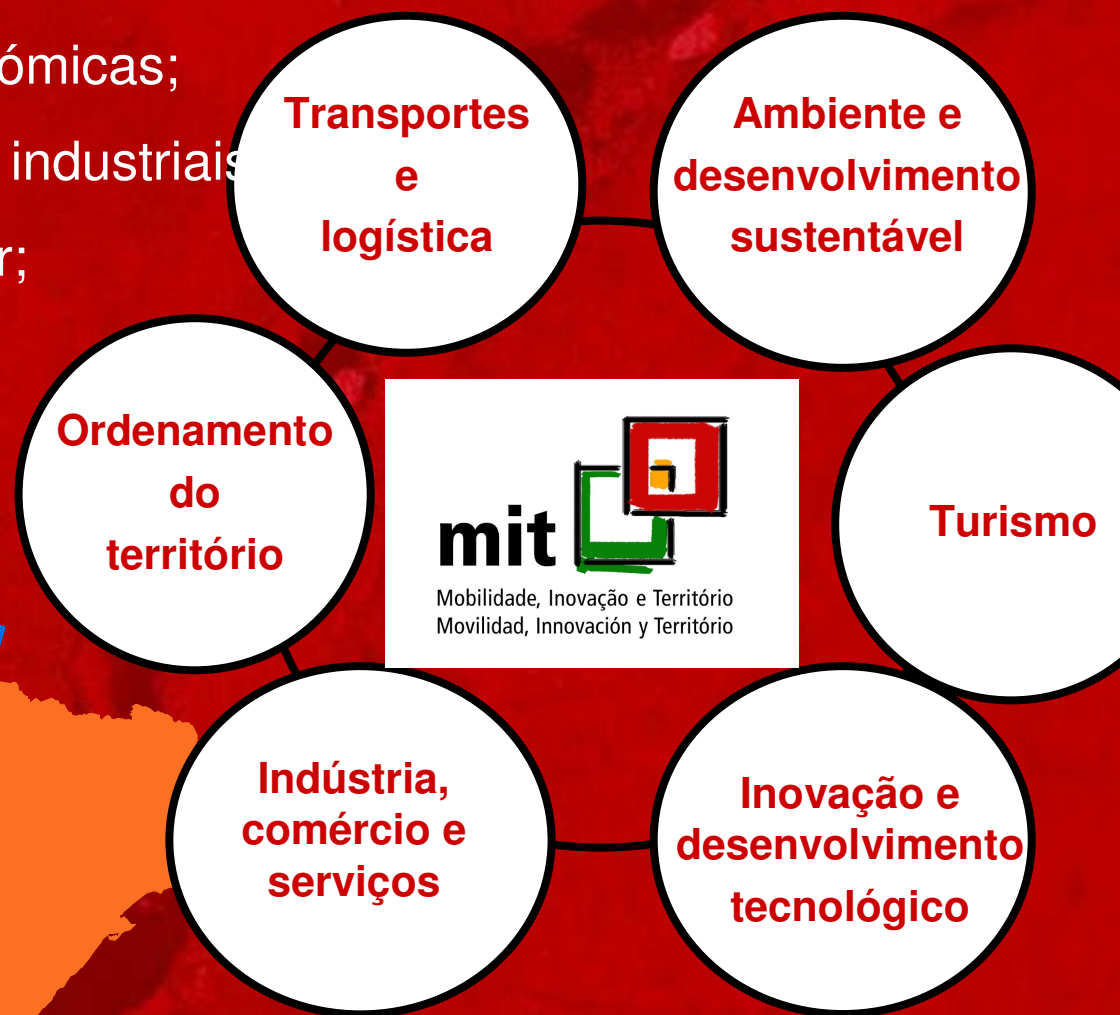 ómicas;
industriais
r;
Transportes
e
logística
Ambiente e
desenvolvimento
sustentável
Ordenamento
do
território
mit
Mobilidade, Inovação e Território
Movilidad, Innovación y Território
Turismo
Indústria,
comércio e
serviços
Inovação e
desenvolvimento
tecnológico